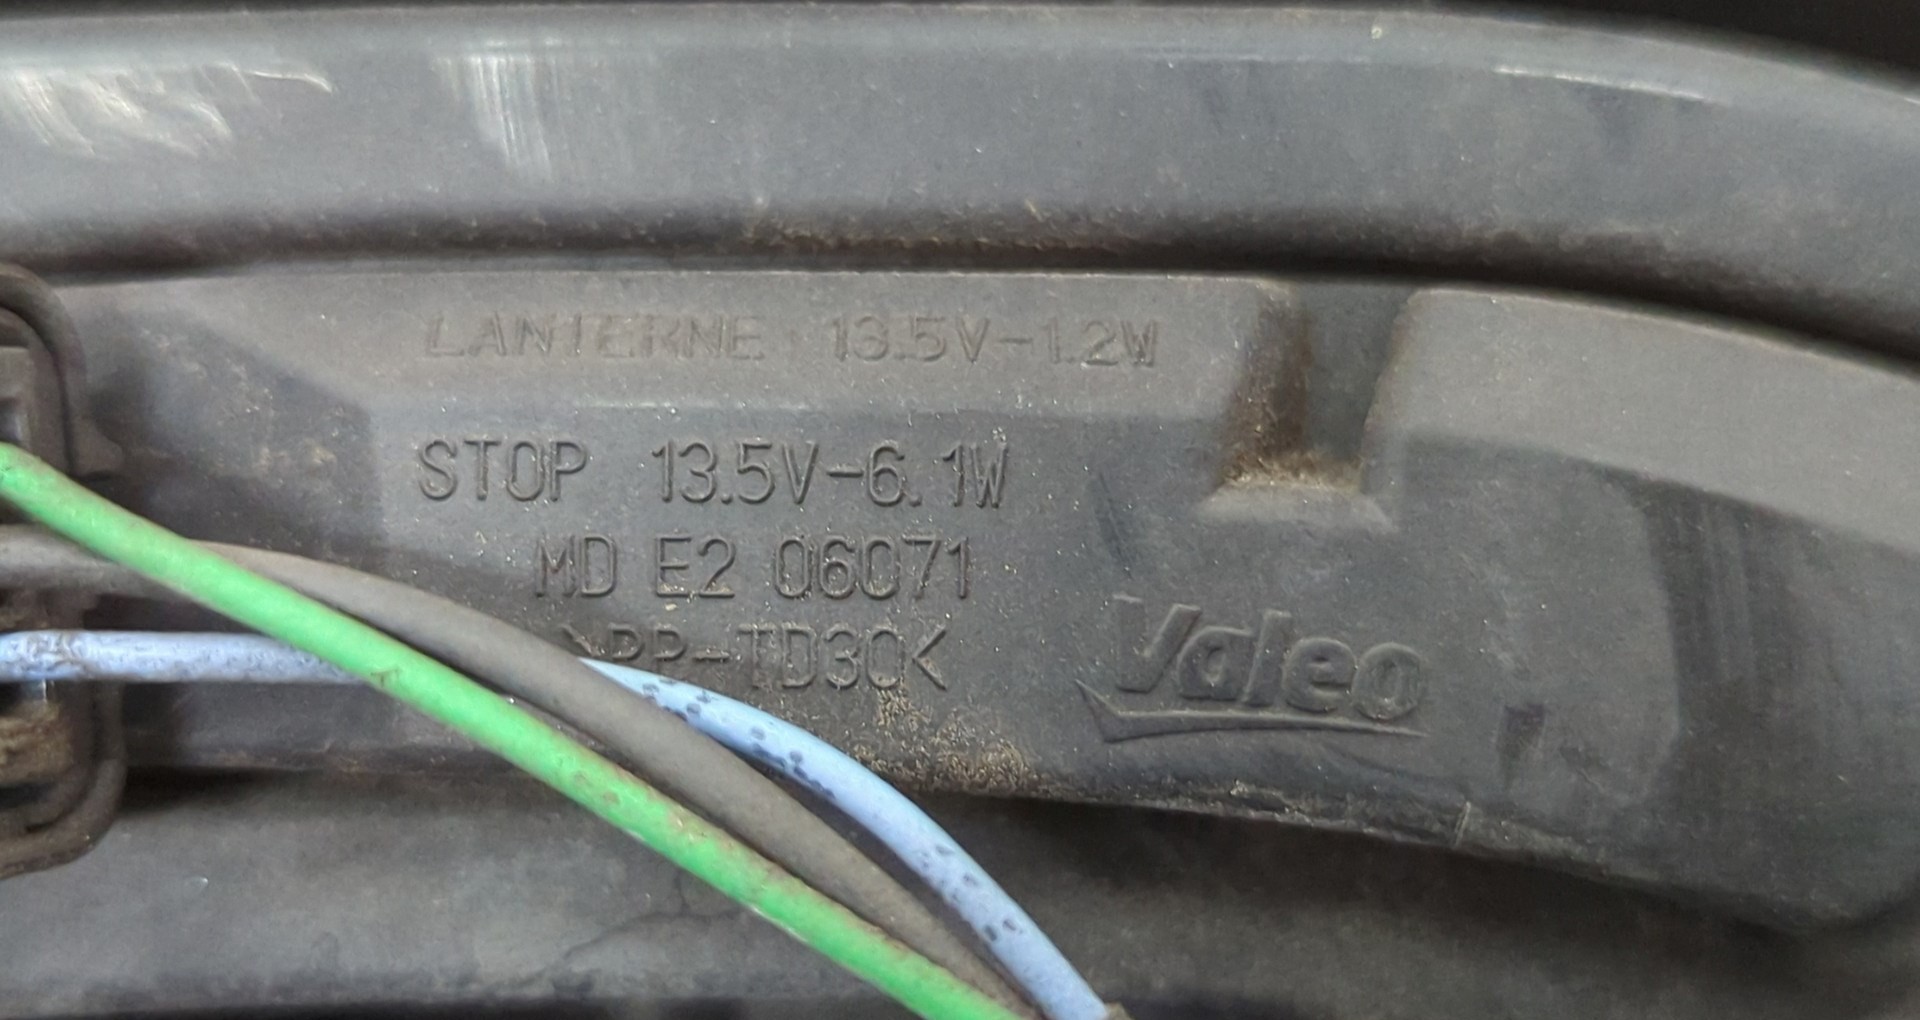 LANTERNE 13.5V-1.2W
STOP 13.5V-6.1W
MD E2 06071
>PP-TD30<
Valeo